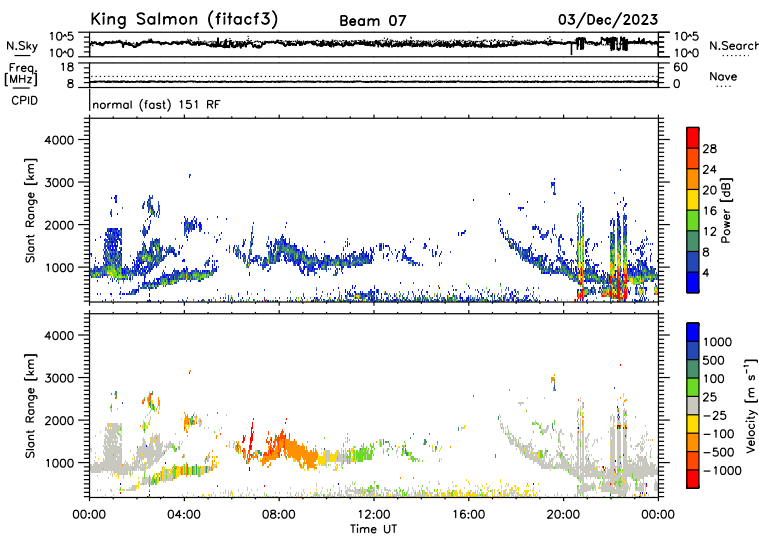 King Salmon (fitacf3) Beam 07 03/Dec/2023
N.Sky 10^5 10^0 10^5 10^0 N.Search
Freq. [MHz] 18 8 60 0 Nave
CPID normal (fast) 151 RF
Slant Range [km] 4000 3000 2000 1000
28 24 20 16 12 8 4 Power [dB]
Slant Range [km] 4000 3000 2000 1000
1000 500 100 25 −25 −100 −500 −1000 Velocity [m s⁻¹]
00:00 04:00 08:00 12:00 16:00 20:00 00:00
Time UT